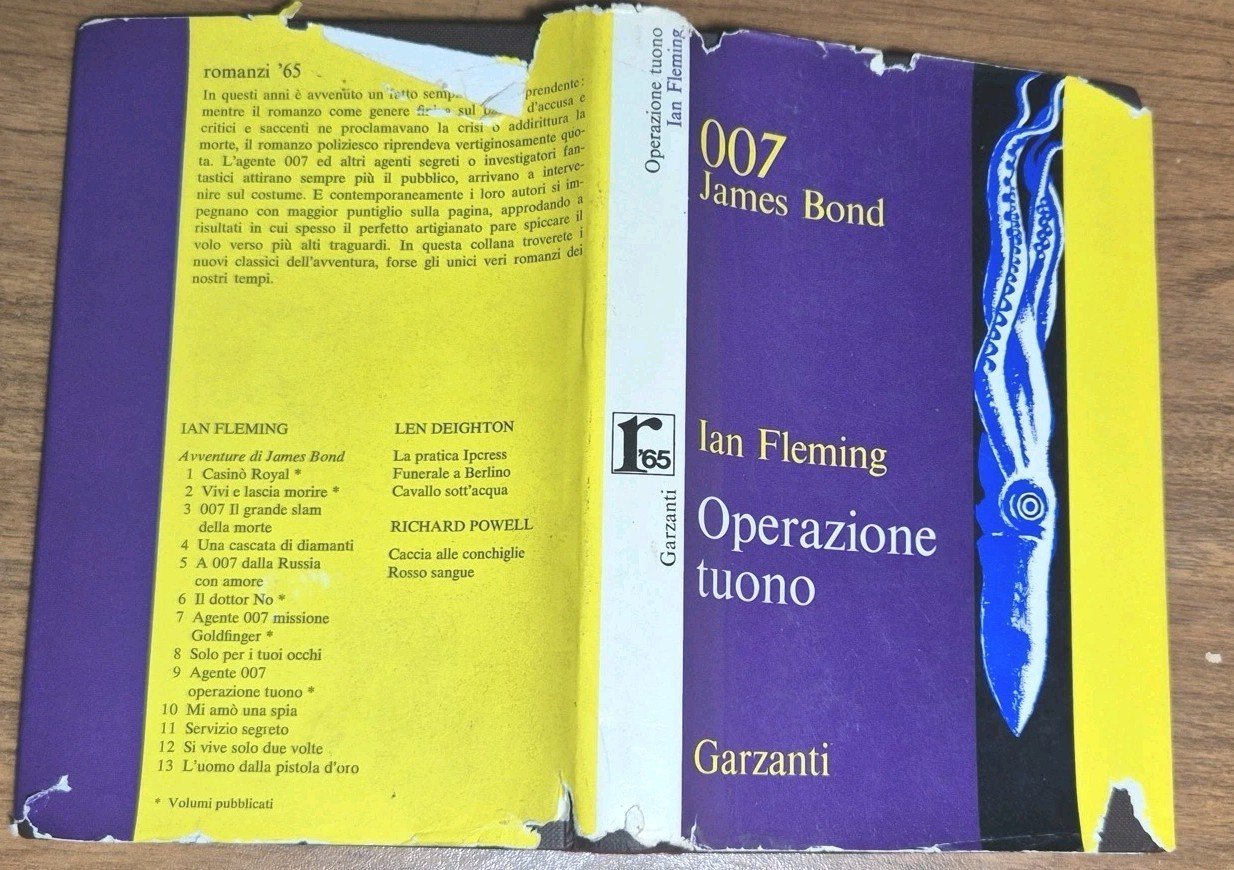 romanzi '65
In questi anni è avvenuto un fatto
mentre il romanzo come genere sul d'accusa e
critici e saccenti ne proclamavano la crisi o addirittura la
morte, il romanzo poliziesco riprendeva vertiginosamente quo-
ta. L'agente 007 ed altri agenti segreti o investigatori fan-
tastici attirano sempre più il pubblico, arrivano a interve-
nire sul costume. E contemporaneamente i loro autori si im-
pegnano con maggior puntiglio sulla pagina, approdando a
risultati in cui spesso il perfetto artigianato pare spiccare il
volo verso più alti traguardi. In questa collana troverete i
nuovi classici dell'avventura, forse gli unici veri romanzi dei
nostri tempi.
IAN FLEMING
Avventure di James Bond
1 Casinò Royal *
2 Vivi e lascia morire *
3 007 Il grande slam
della morte
4 Una cascata di diamanti
5 A 007 dalla Russia
con amore
6 Il dottor No *
7 Agente 007 missione
Goldfinger *
8 Solo per i tuoi occhi
9 Agente 007
operazione tuono *
10 Mi amò una spia
11 Servizio segreto
12 Si vive solo due volte
13 L'uomo dalla pistola d'oro
* Volumi pubblicati
LEN DEIGHTON
La pratica Ipcress
Funerale a Berlino
Cavallo sott'acqua
RICHARD POWELL
Caccia alle conchiglie
Rosso sangue
Operazione tuono
Ian Fleming
r '65
Garzanti
007
James Bond
Ian Fleming
Operazione
tuono
Garzanti